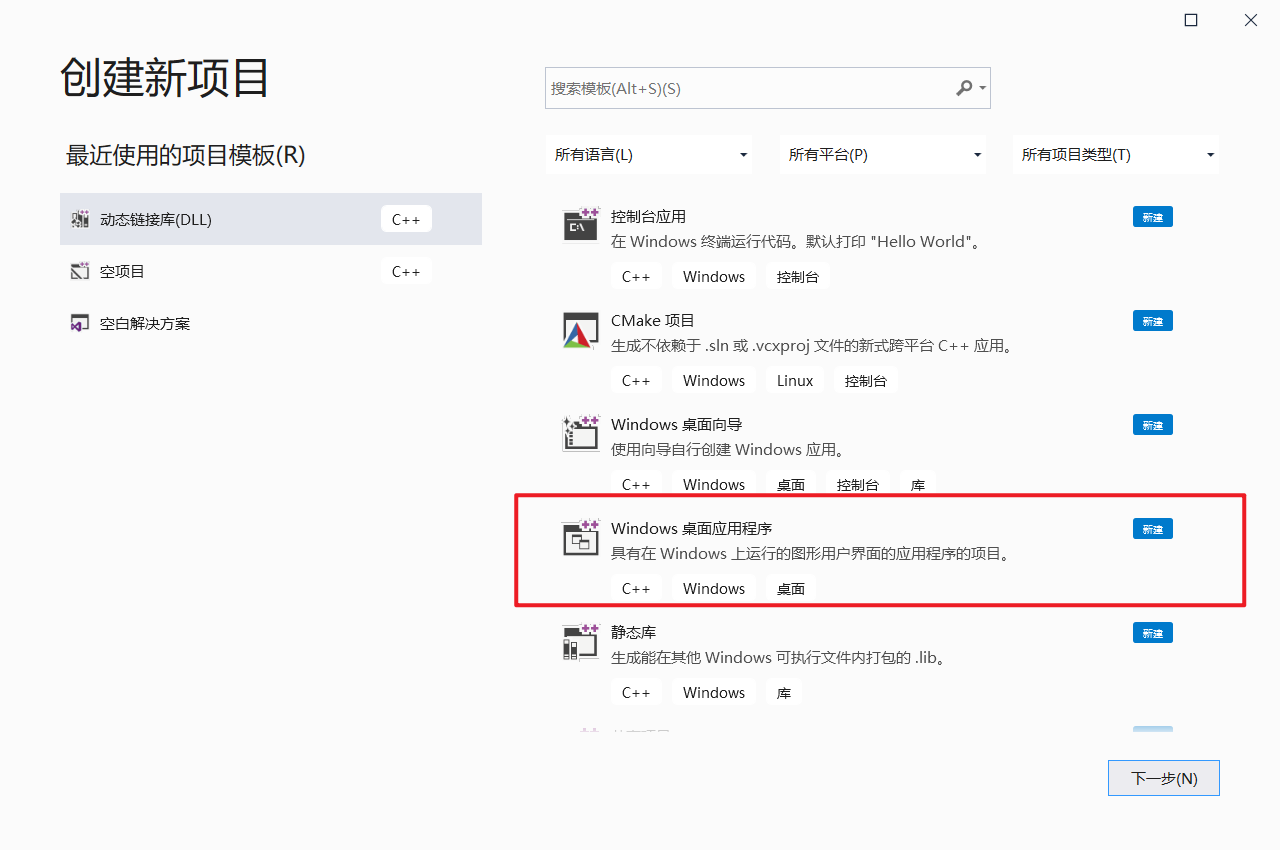 创建新项目
最近使用的项目模板(R)
动态链接库(DLL) C++
空项目 C++
空白解决方案
搜索模板(Alt+S)(S)
所有语言(L) 所有平台(P) 所有项目类型(T)
控制台应用 新建
在 Windows 终端运行代码。默认打印 "Hello World"。
C++ Windows 控制台
CMake 项目 新建
生成不依赖于 .sln 或 .vcxproj 文件的新式跨平台 C++ 应用。
C++ Windows Linux 控制台
Windows 桌面向导 新建
使用向导自行创建 Windows 应用。
C++ Windows 桌面 控制台 库
Windows 桌面应用程序 新建
具有在 Windows 上运行的图形用户界面的应用程序的项目。
C++ Windows 桌面
静态库 新建
生成能在其他 Windows 可执行文件内打包的 .lib。
C++ Windows 库
下一步(N)